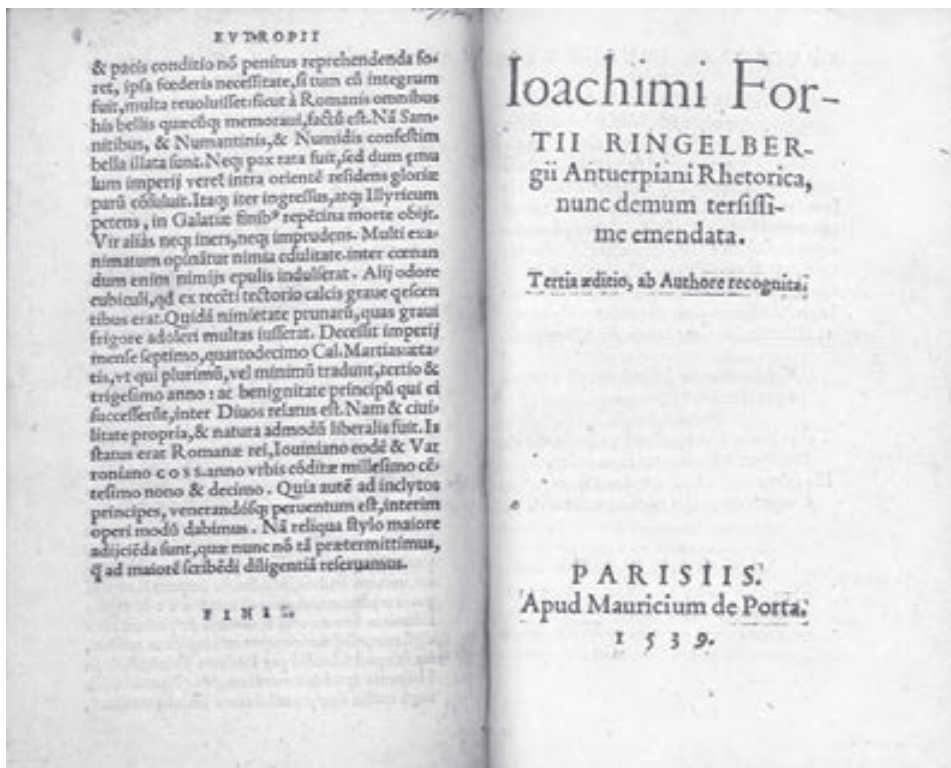 EVTROPII
& pacis conditio nõ penitus reprehendenda fo-
ret, ipsa fœderis necessitate, si tum cũ integrum
fuit, multa reuoluisset: sicut à Romanis omnibus
his bellis quæcũq; memoraui, factũ est. Nã Sam-
nitibus, & Numantinis, & Numidis confestim
bella illata sunt. Neq; pax rata fuit, sed dum æmu
lum imperij veret intra orientẽ residens gloriæ
parũ cõsuluit. Itaq; iter ingressus, atq; Illyricum
petens, in Galatiæ finib⁹ repẽtina morte obijt.
Vir aliàs neq; iners, neq; imprudens. Multi exa-
nimatum opinãtur nimia edulitate. inter cœnan
dum enim nimijs epulis indulserat. Alij odore
cubiculi, qd ex recẽti tectorio calcis graue qescen
tibus erat. Quidã nimietate prunarũ, quas graui
frigore adoleri multas iusserat. Decessit imperij
mense septimo, quartodecimo Cal. Martias: æta-
tis, vt qui plurimũ, vel minimũ tradunt, tertio &
trigesimo anno: ac benignitate principũ qui ei
successerũt, inter Diuos relatus est. Nam & ciui-
litate propria, & natura admodũ liberalis fuit. Is
status erat Romanæ rei, Iouiniano eodẽ & Var
roniano COSS. anno vrbis cõditæ millesimo cẽ-
tesimo nono & decimo. Quia autẽ ad inclytos
principes, venerandósq; peruentum est, interim
operi modũ dabimus. Nã reliqua stylo maiore
adijciẽda sunt, quæ nunc nõ tã prætermittimus,
q̃ ad maiorẽ scribẽdi diligentiã reseruamus.
FINIS.
Ioachimi For-
TII RINGELBER-
gii Antuerpiani Rhetorica,
nunc demum tersissi-
me emendata.
Tertia æditio, ab Authore recognita.
PARISIIS.
Apud Mauricium de Porta.
1539.